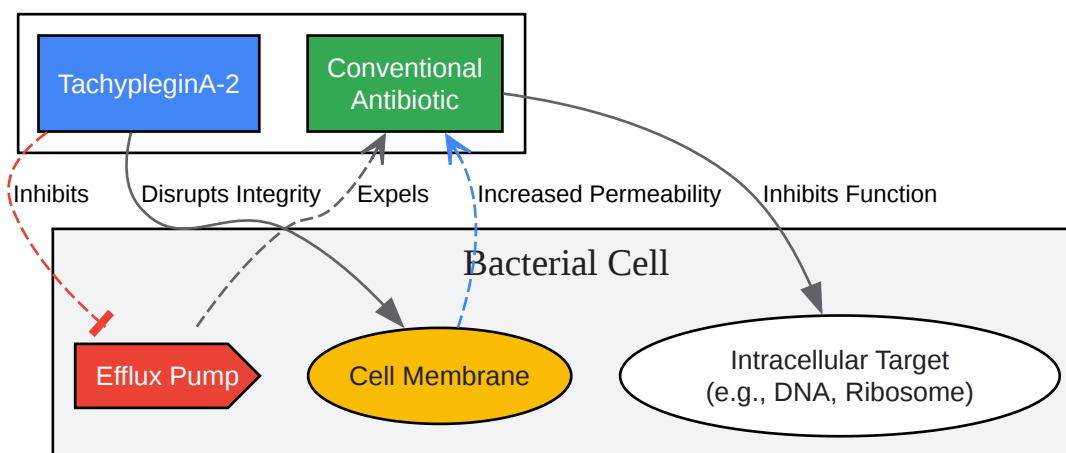 TachypleginA-2
Conventional
Antibiotic
Inhibits
Disrupts Integrity
Expels
Increased Permeability
Inhibits Function
Bacterial Cell
Efflux Pump
Cell Membrane
Intracellular Target
(e.g., DNA, Ribosome)